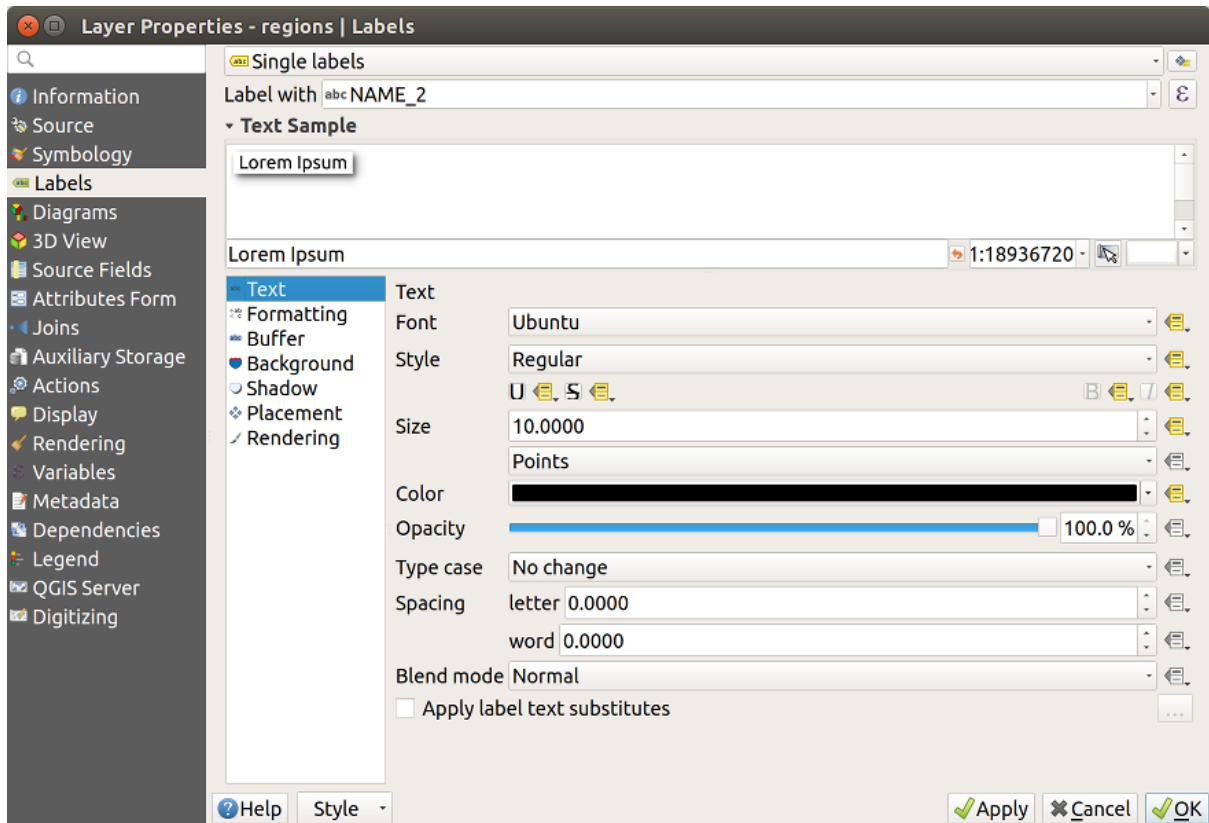 Layer Properties - regions | Labels
Information
Source
Symbology
Labels
Diagrams
3D View
Source Fields
Attributes Form
Joins
Auxiliary Storage
Actions
Display
Rendering
Variables
Metadata
Dependencies
Legend
QGIS Server
Digitizing
abc Single labels
Label with abc NAME_2 ε
Text Sample
Lorem Ipsum
Lorem Ipsum 1:18936720
Text
Formatting
Buffer
Background
Shadow
Placement
Rendering
Text
Font Ubuntu
Style Regular
U S B I
Size 10.0000
Points
Color
Opacity 100.0 %
Type case No change
Spacing letter 0.0000
word 0.0000
Blend mode Normal
Apply label text substitutes ...
Help Style Apply Cancel OK